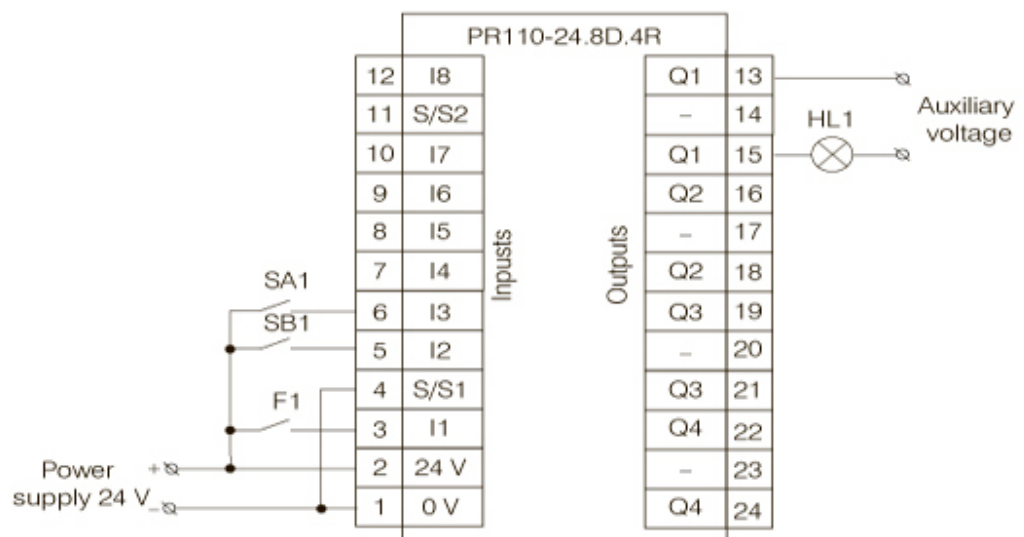 PR110-24.8D.4R
12 I8
11 S/S2
10 I7
9 I6
8 I5
7 I4
6 I3
5 I2
4 S/S1
3 I1
2 24 V
1 0 V
Inpusts
Outputs
Q1 13
– 14
Q1 15
Q2 16
– 17
Q2 18
Q3 19
– 20
Q3 21
Q4 22
– 23
Q4 24
SA1
SB1
F1
Power
supply 24 V
+
–
HL1
Auxiliary
voltage